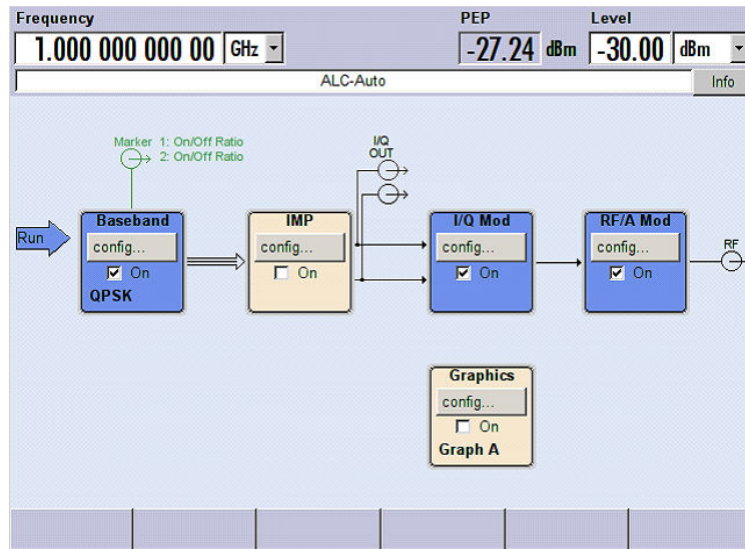 Frequency PEP Level
1.000 000 000 00 GHz -27.24 dBm -30.00 dBm
ALC-Auto Info
Marker 1: On/Off Ratio
2: On/Off Ratio
I/Q
OUT
Run
Baseband
config...
On
QPSK
IMP
config...
On
I/Q Mod
config...
On
RF/A Mod
config...
On
RF
Graphics
config...
On
Graph A